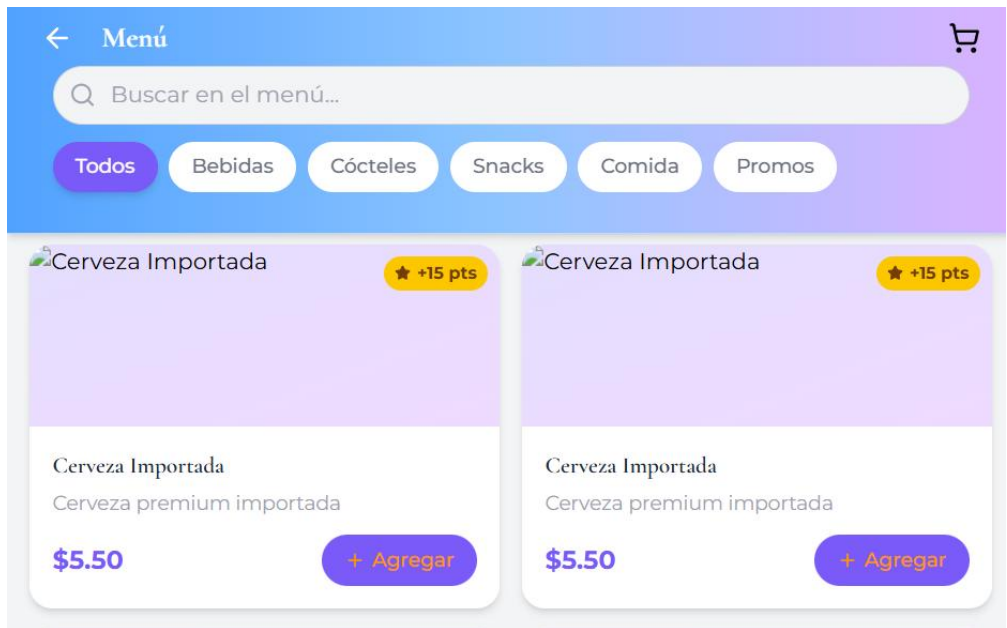 Menú
Buscar en el menú...
Todos Bebidas Cócteles Snacks Comida Promos
Cerveza Importada +15 pts Cerveza Importada +15 pts
Cerveza Importada Cerveza Importada
Cerveza premium importada Cerveza premium importada
$5.50 + Agregar $5.50 + Agregar